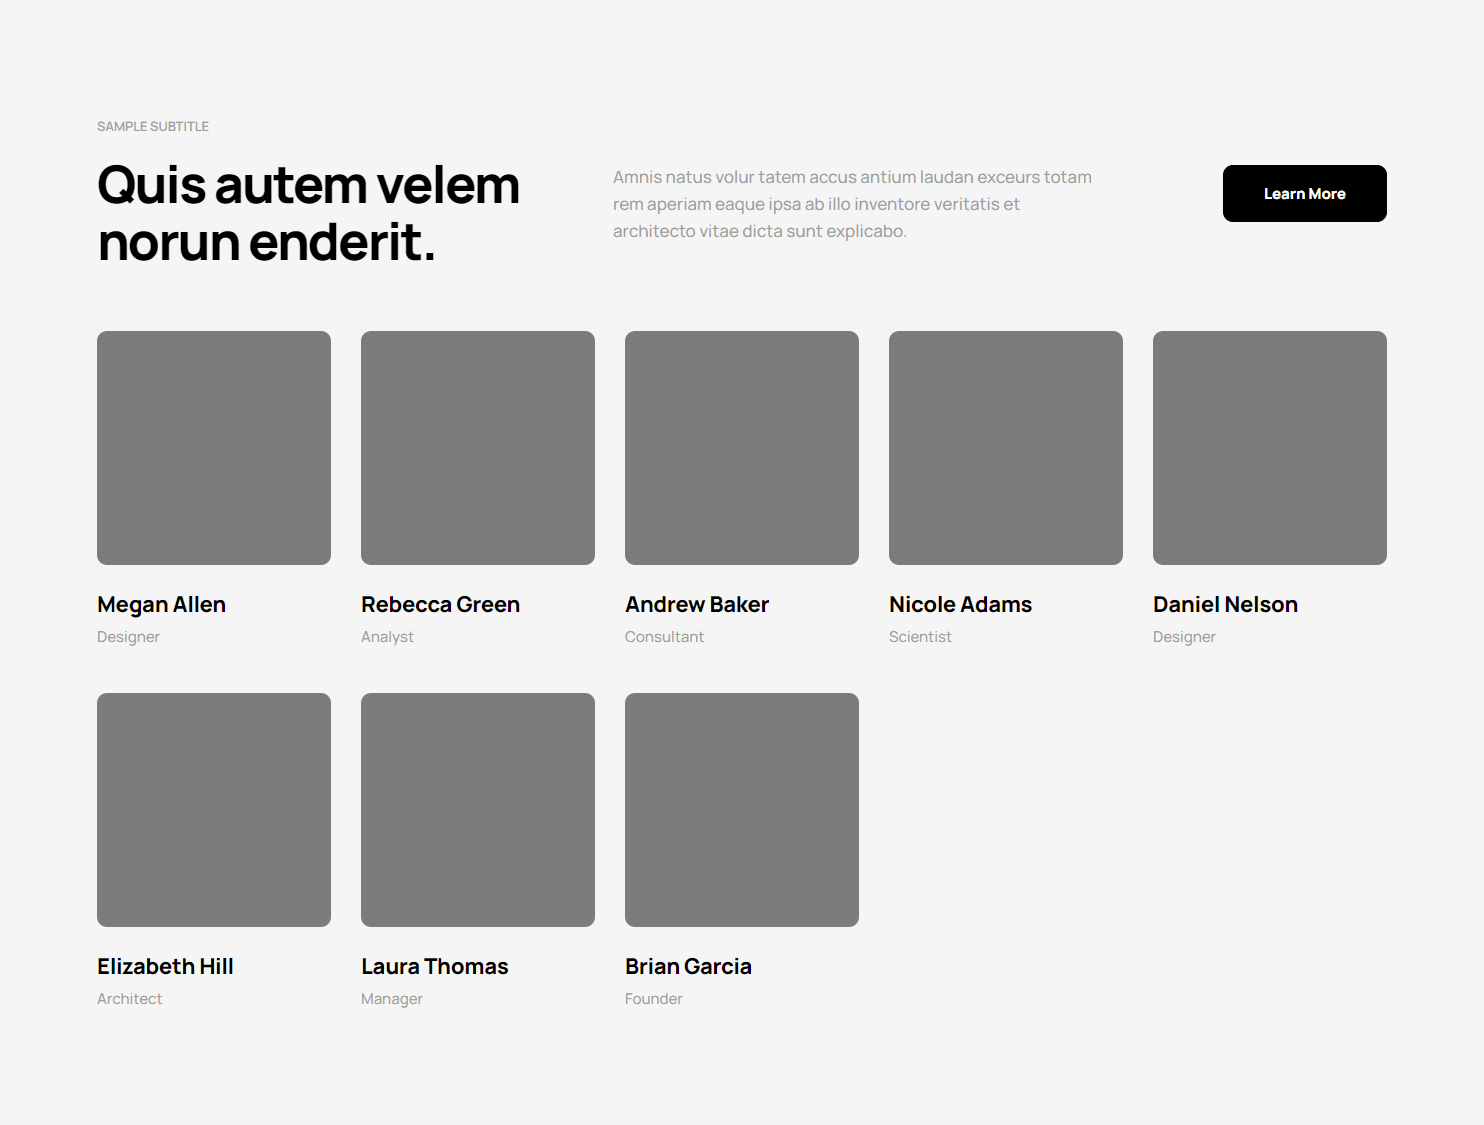 SAMPLE SUBTITLE
Quis autem velem
norun enderit.
Amnis natus volur tatem accus antium laudan exceurs totam
rem aperiam eaque ipsa ab illo inventore veritatis et
architecto vitae dicta sunt explicabo.
Learn More
Megan Allen
Designer
Rebecca Green
Analyst
Andrew Baker
Consultant
Nicole Adams
Scientist
Daniel Nelson
Designer
Elizabeth Hill
Architect
Laura Thomas
Manager
Brian Garcia
Founder